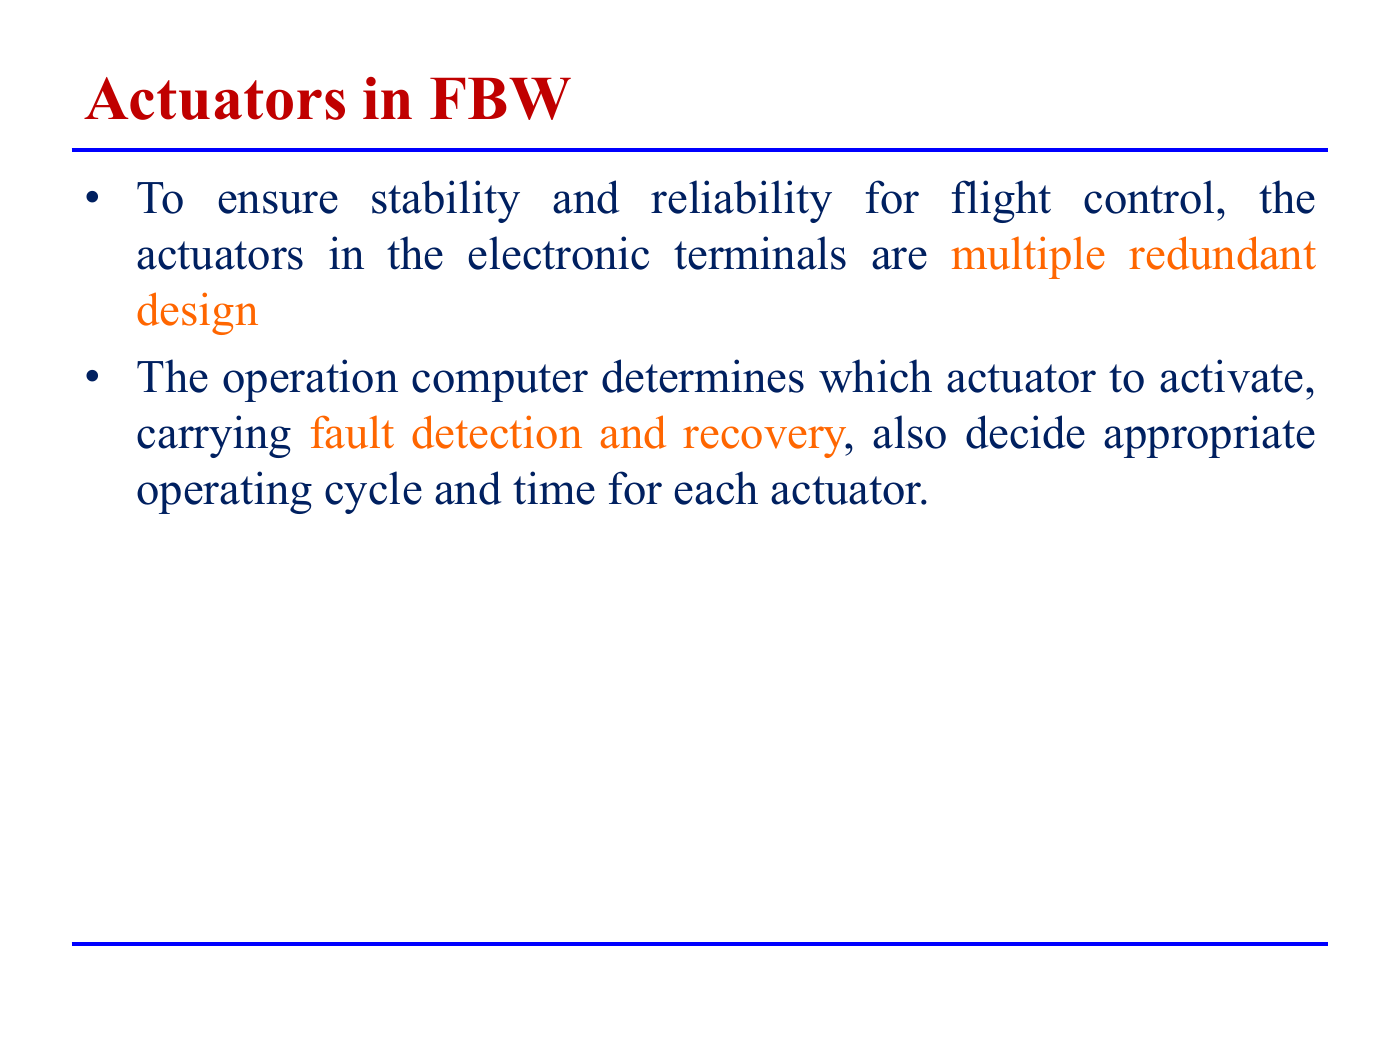 Actuators in FBW
• To ensure stability and reliability for flight control, the
actuators in the electronic terminals are multiple redundant
design
• The operation computer determines which actuator to activate,
carrying fault detection and recovery, also decide appropriate
operating cycle and time for each actuator.